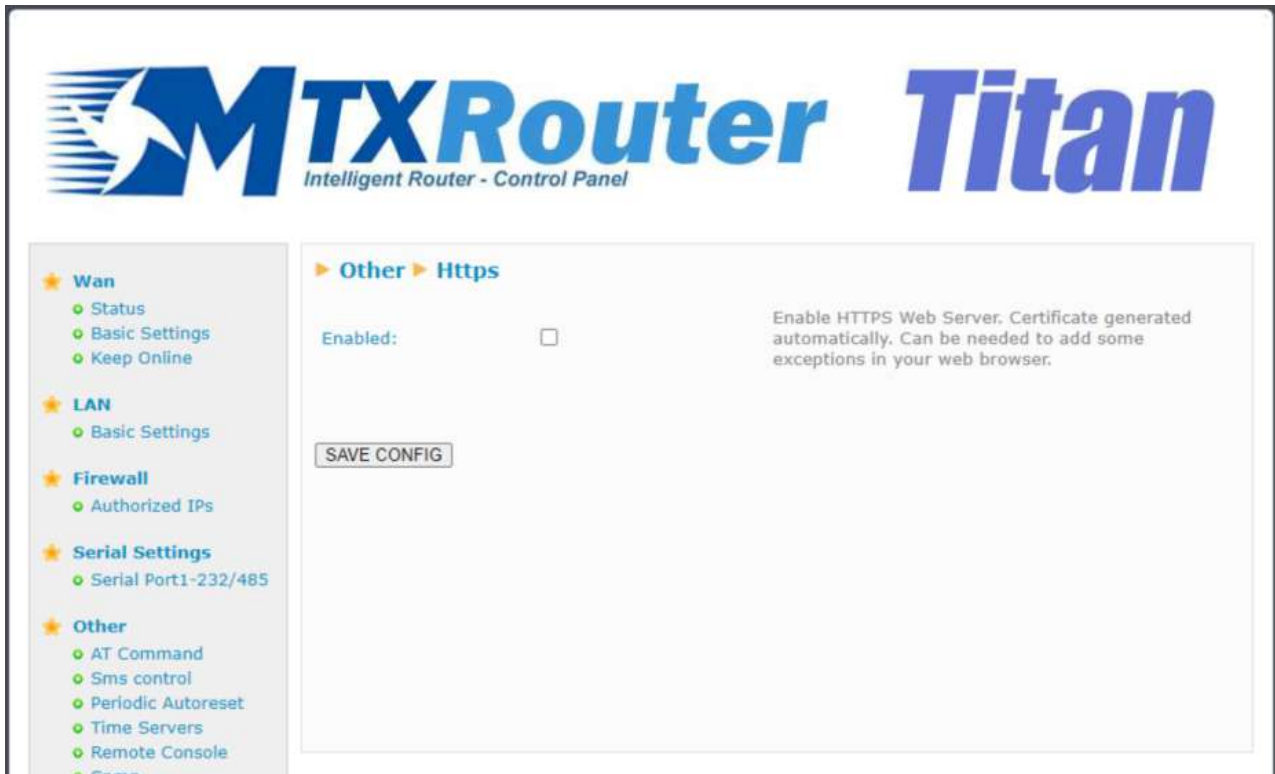 MTXRouter Titan
Intelligent Router - Control Panel
Wan
Status
Basic Settings
Keep Online
LAN
Basic Settings
Firewall
Authorized IPs
Serial Settings
Serial Port1-232/485
Other
AT Command
Sms control
Periodic Autoreset
Time Servers
Remote Console
Other Https
Enabled:
Enable HTTPS Web Server. Certificate generated
automatically. Can be needed to add some
exceptions in your web browser.
SAVE CONFIG